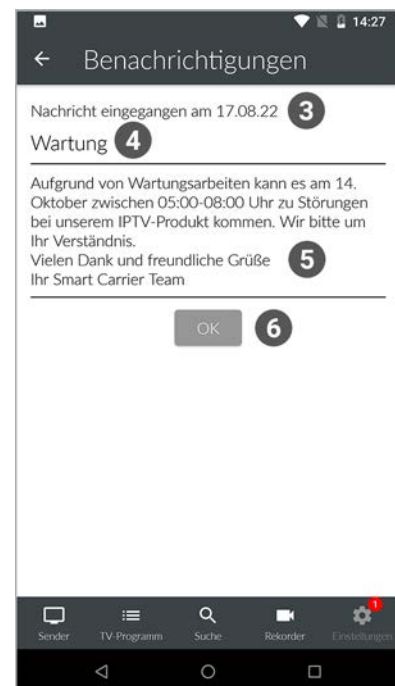 14:27
Benachrichtigungen
Nachricht eingegangen am 17.08.22 3
Wartung 4
Aufgrund von Wartungsarbeiten kann es am 14.
Oktober zwischen 05:00-08:00 Uhr zu Störungen
bei unserem IPTV-Produkt kommen. Wir bitte um
Ihr Verständnis.
Vielen Dank und freundliche Grüße 5
Ihr Smart Carrier Team
OK 6
1
Sender TV-Programm Suche Rekorder Einstellungen